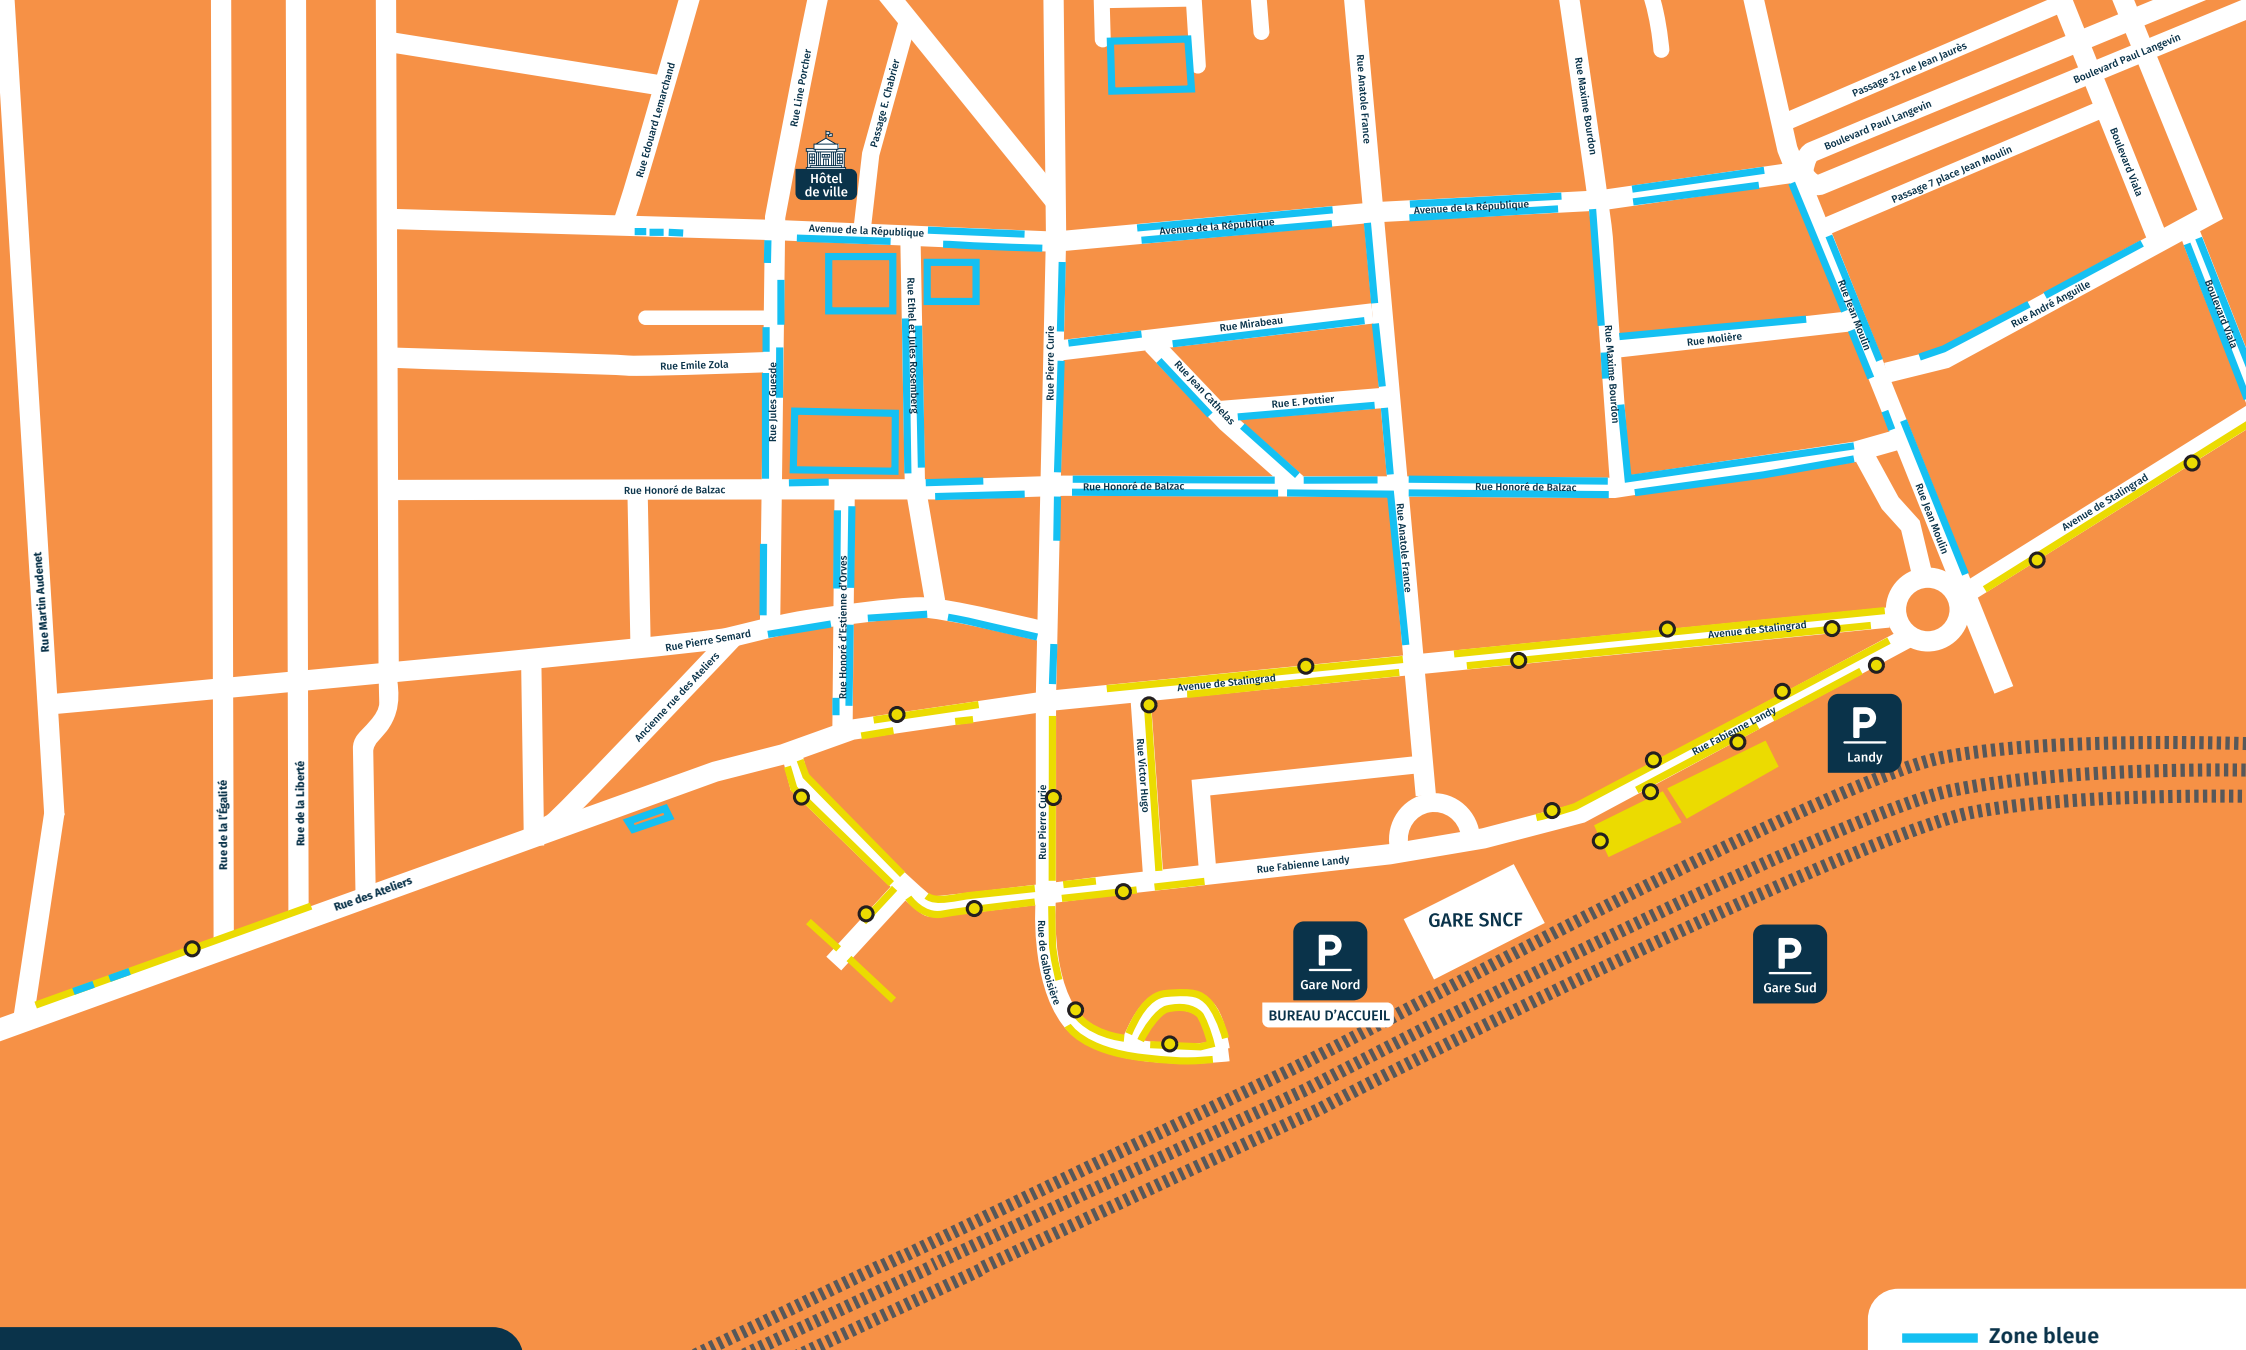 Passage 32 rue Jean Jaurès
Boulevard Paul Langevin
Boulevard Paul Langevin
Passage 7 place Jean Moulin
Boulevard Viala
Boulevard Viala
Rue Edouard Lemarchand
Rue Line Porcher
Passage E. Chabrier
Rue Anatole France
Rue Maxime Bourdon
Hôtel
de ville
Avenue de la République
Avenue de la République
Avenue de la République
Rue Ethel et Jules Rosemberg
Rue Pierre Curie
Rue Mirabeau
Rue Jean Cathelas
Rue E. Pottier
Rue Molière
Rue Maxime Bourdon
Rue Jean Moulin
Rue André Anguille
Rue Emile Zola
Rue Jules Guesde
Rue Honoré de Balzac
Rue Honoré de Balzac
Rue Honoré de Balzac
Rue Anatole France
Rue Jean Moulin
Avenue de Stalingrad
Rue Martin Audenet
Rue Pierre Semard
Ancienne rue des Ateliers
Rue Honoré d'Estienne d'Orves
Avenue de Stalingrad
Avenue de Stalingrad
Rue Victor Hugo
Rue Pierre Curie
Rue Fabienne Landy
P
Landy
Rue de la l'Égalité
Rue de la Liberté
Rue des Ateliers
Rue Fabienne Landy
Rue de Galboisière
GARE SNCF
P
Gare Nord
BUREAU D'ACCUEIL
P
Gare Sud
Zone bleue